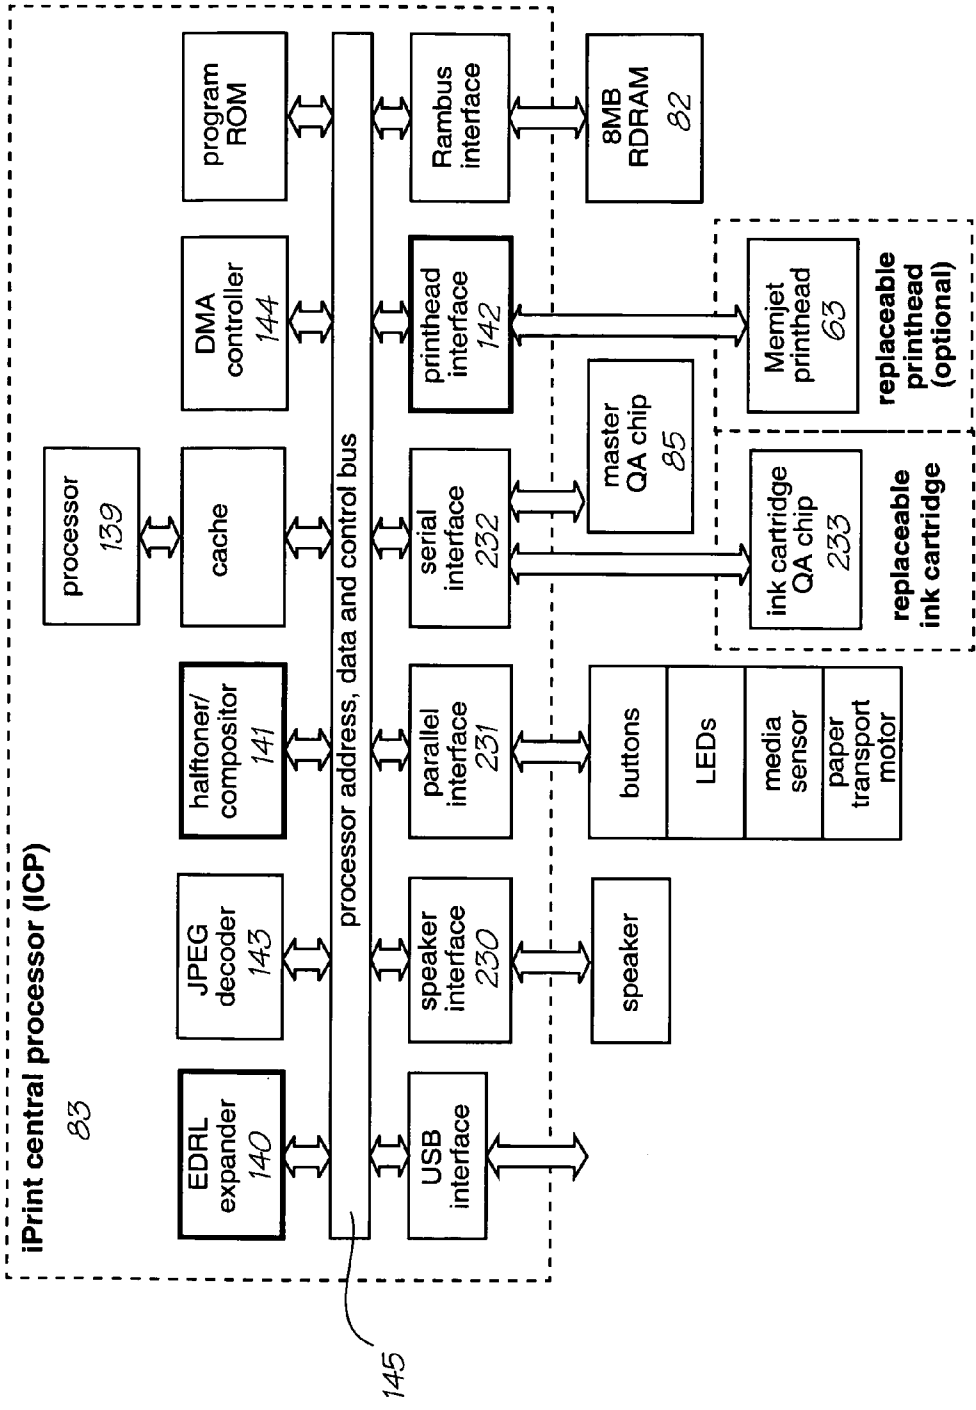 iPrint central processor (ICP)
83
processor
139
EDRL
expander
140
JPEG
decoder
143
halftoner/
compositor
141
cache
DMA
controller
144
program
ROM
processor address, data and control bus
145
USB
interface
speaker
interface
230
parallel
interface
231
serial
interface
232
printhead
interface
142
Rambus
interface
speaker
buttons
LEDs
media
sensor
paper
transport
motor
master
QA chip
85
8MB
RDRAM
82
ink cartridge
QA chip
233
replaceable
ink cartridge
Memjet
printhead
63
replaceable
printhead
(optional)